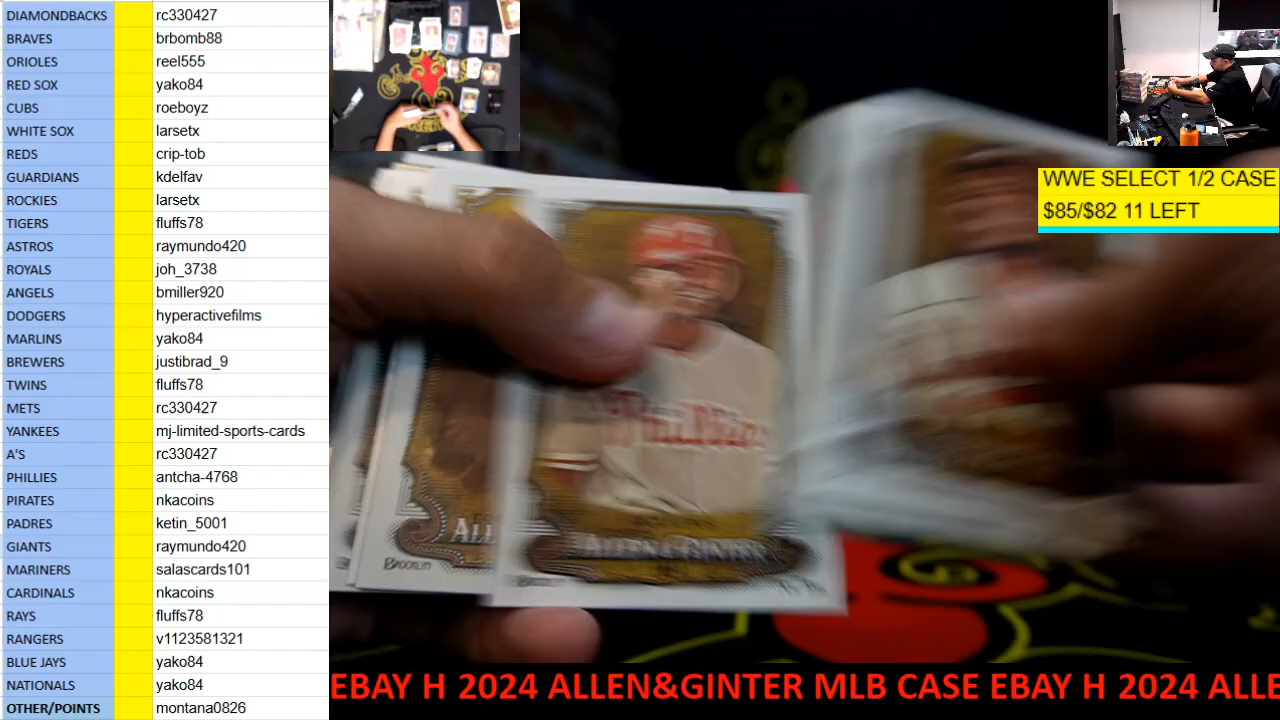 DIAMONDBACKS rc330427
BRAVES brbomb88
ORIOLES reel555
RED SOX yako84
CUBS roeboyz
WHITE SOX larsetx
REDS crip-tob
GUARDIANS kdelfav
ROCKIES larsetx
TIGERS fluffs78
ASTROS raymundo420
ROYALS joh_3738
ANGELS bmiller920
DODGERS hyperactivefilms
MARLINS yako84
BREWERS justibrad_9
TWINS fluffs78
METS rc330427
YANKEES mj-limited-sports-cards
A'S rc330427
PHILLIES antcha-4768
PIRATES nkacoins
PADRES ketin_5001
GIANTS raymundo420
MARINERS salascards101
CARDINALS nkacoins
RAYS fluffs78
RANGERS v1123581321
BLUE JAYS yako84
NATIONALS yako84
OTHER/POINTS montana0826
WWE SELECT 1/2 CASE
$85/$82 11 LEFT
Phillies
ALLEN & GINTER
ALL
BROOKLYN
EBAY H 2024 ALLEN&GINTER MLB CASE EBAY H 2024 ALLE